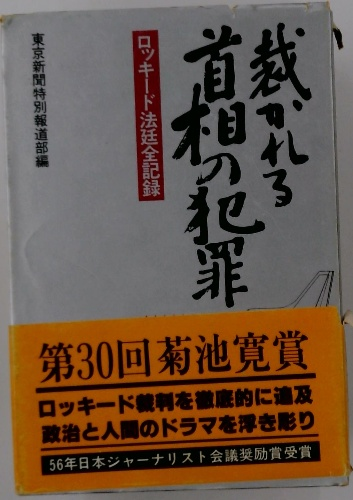 裁かれる
首相の犯罪
ロッキード法廷全記録
東京新聞特別報道部編
第30回菊池寛賞
ロッキード裁判を徹底的に追及
政治と人間のドラマを浮き彫り
56年日本ジャーナリスト会議奨励賞受賞